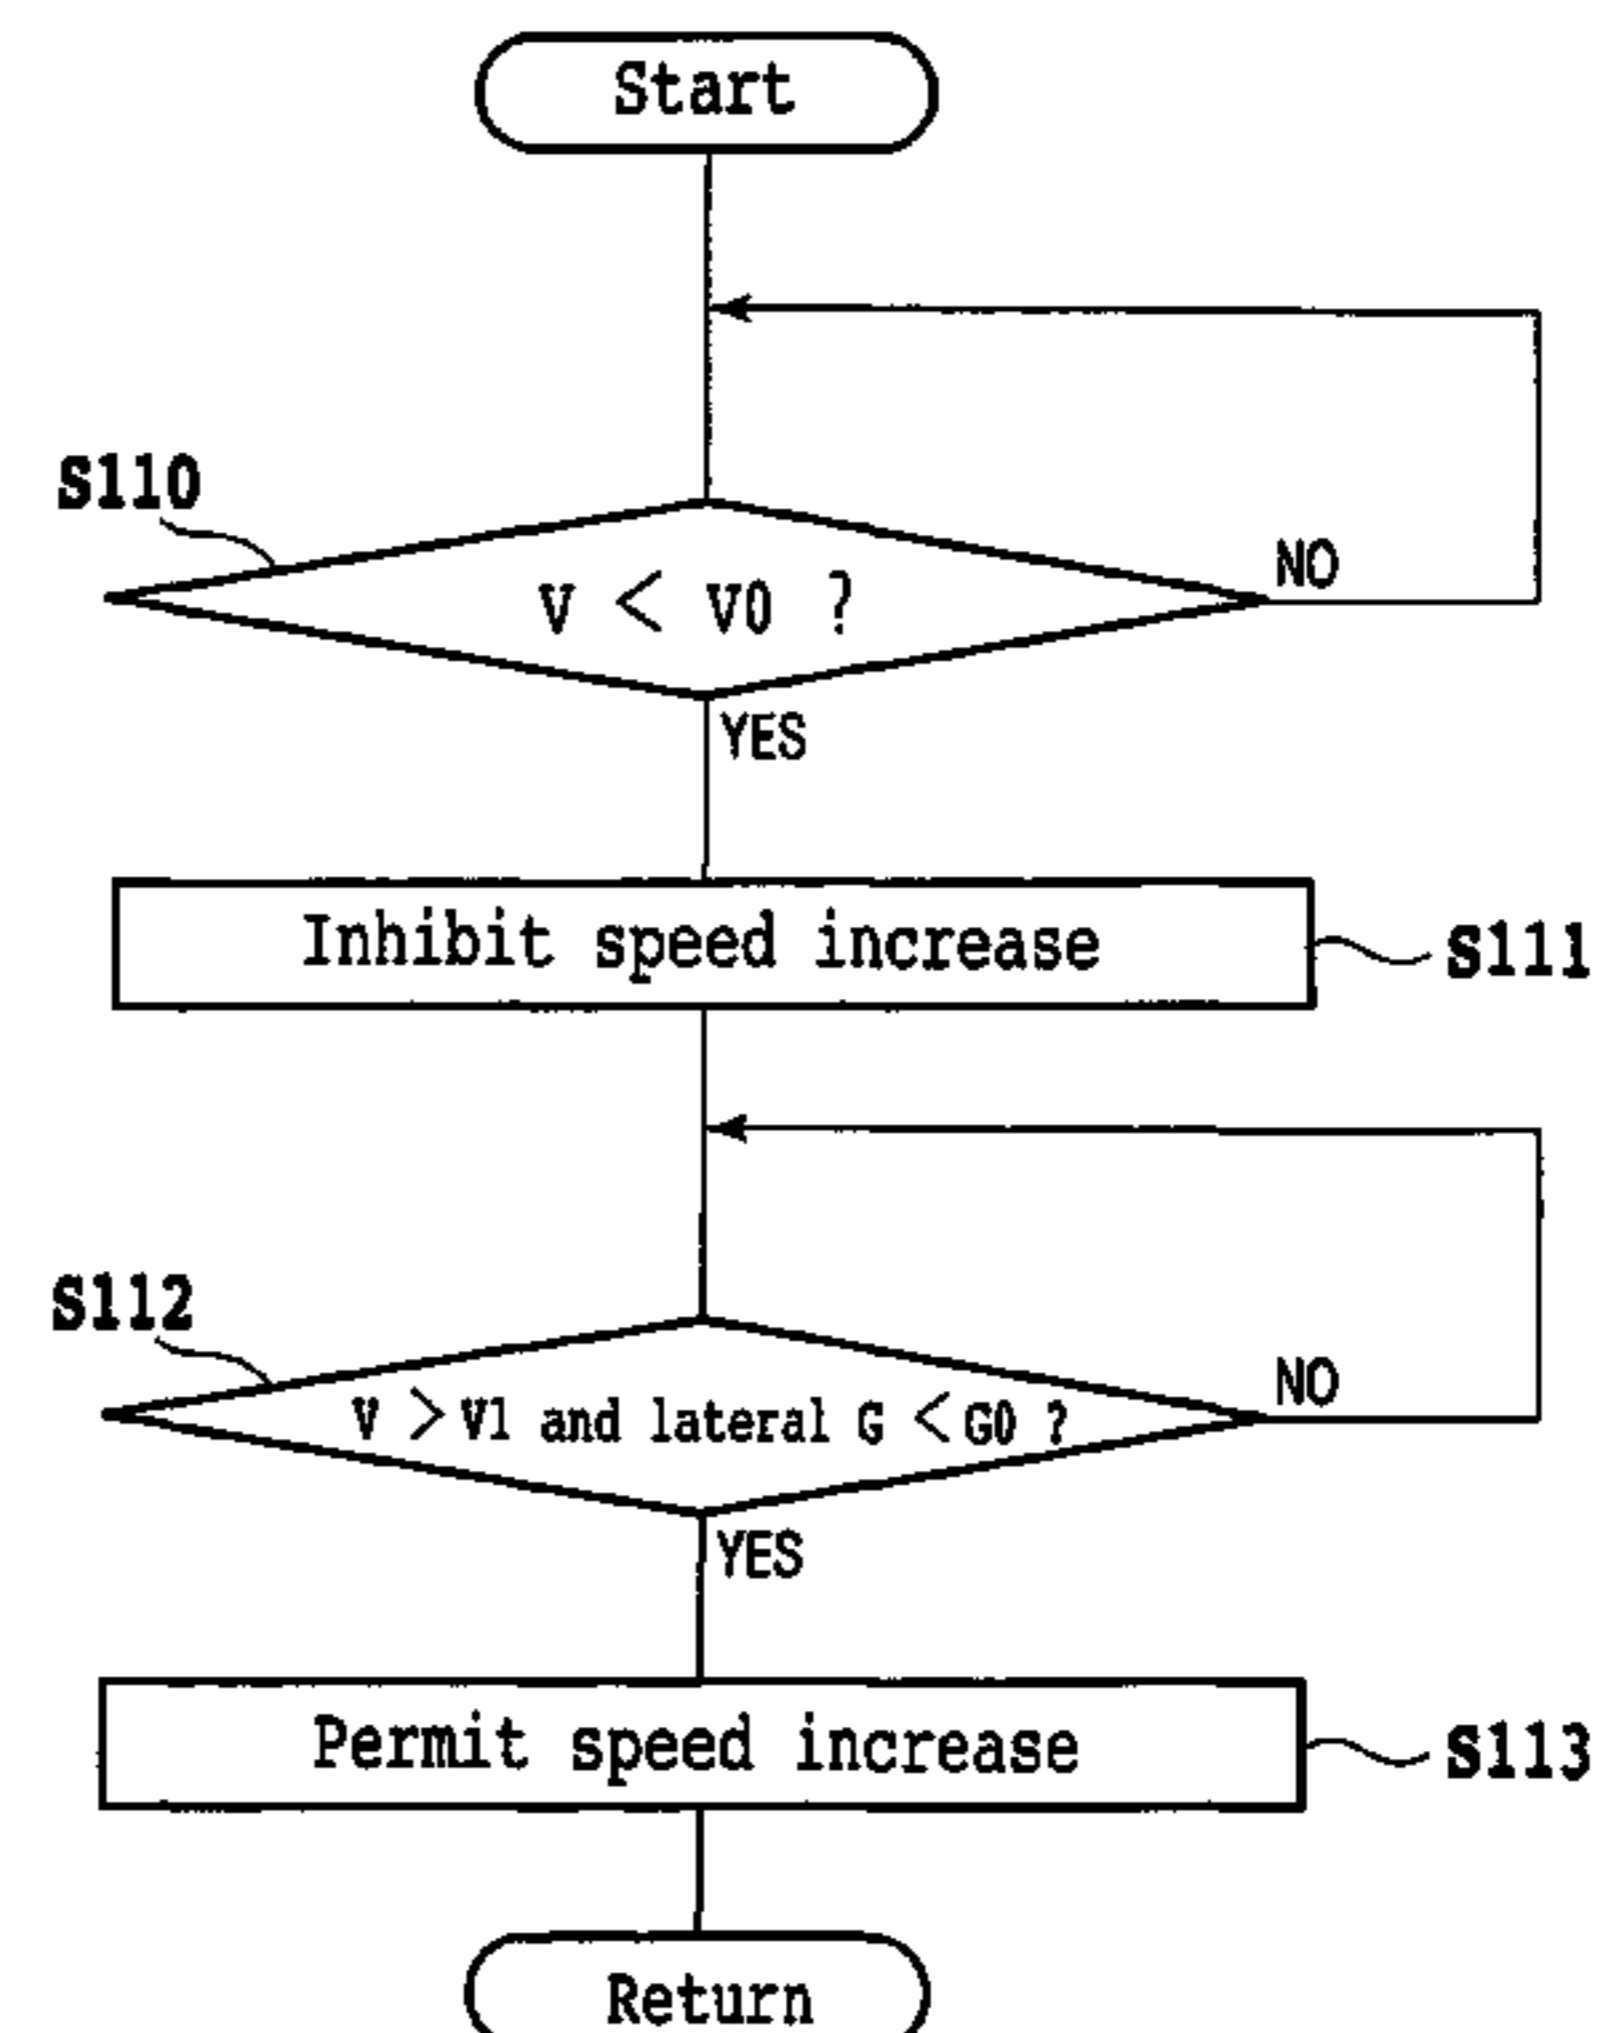 Start
S110
V < V0 ?
NO
YES
Inhibit speed increase
S111
S112
V > V1 and lateral G < G0 ?
NO
YES
Permit speed increase
S113
Return